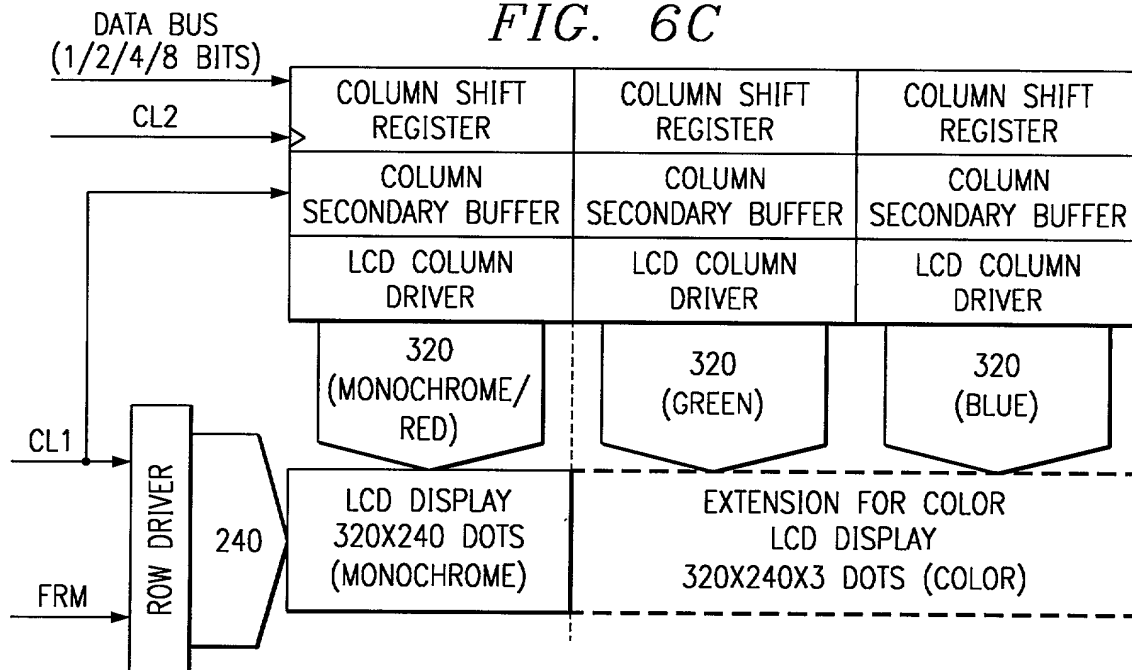 FIG. 6C
DATA BUS
(1/2/4/8 BITS)
CL2
COLUMN SHIFT
REGISTER
COLUMN SHIFT
REGISTER
COLUMN SHIFT
REGISTER
COLUMN
SECONDARY BUFFER
COLUMN
SECONDARY BUFFER
COLUMN
SECONDARY BUFFER
LCD COLUMN
DRIVER
LCD COLUMN
DRIVER
LCD COLUMN
DRIVER
320
(MONOCHROME/
RED)
320
(GREEN)
320
(BLUE)
CL1
FRM
ROW DRIVER
240
LCD DISPLAY
320X240 DOTS
(MONOCHROME)
EXTENSION FOR COLOR
LCD DISPLAY
320X240X3 DOTS (COLOR)